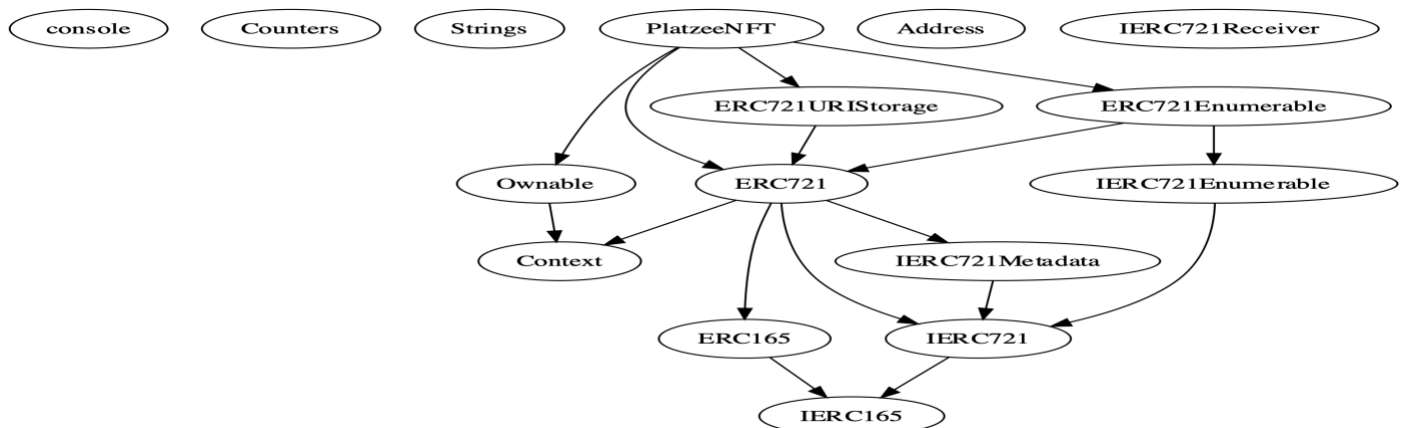 console
Counters
Strings
PlatzeeNFT
Address
IERC721Receiver
ERC721URIStorage
ERC721Enumerable
Ownable
ERC721
IERC721Enumerable
Context
IERC721Metadata
ERC165
IERC721
IERC165